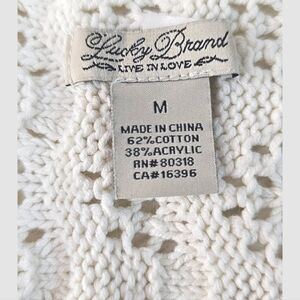 Lucky Brand
LIVE IN LOVE
M
MADE IN CHINA
62% COTTON
38% ACRYLIC
RN# 80318
CA# 16396